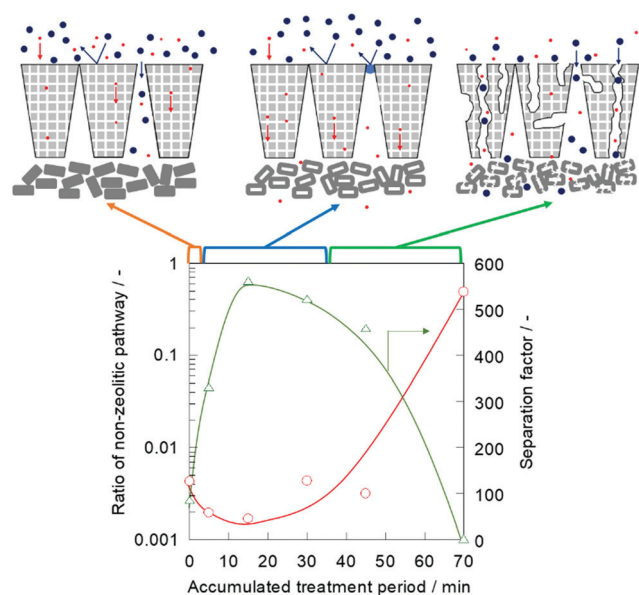 1
0.1
0.01
0.001
Ratio of non-zeolitic pathway / -
600
500
400
300
200
100
0
Separation factor / -
0 10 20 30 40 50 60 70
Accumulated treatment period / min